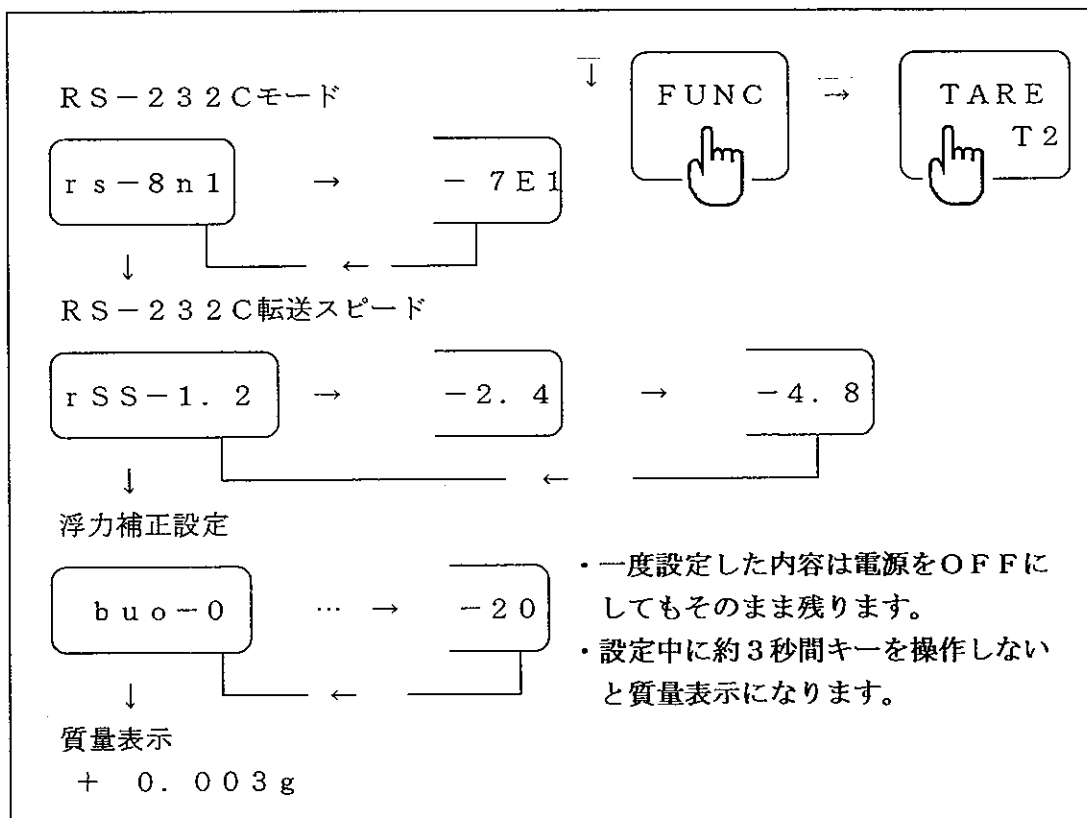 ↓ FUNC → TARE T2
RS-232Cモード
rs-8n1 → -7E1
↓ ←
RS-232C転送スピード
rSS-1.2 → -2.4 → -4.8
↓ ←
浮力補正設定
buo-0 … → -20
↓ ←
・一度設定した内容は電源をOFFに
してもそのまま残ります。
・設定中に約3秒間キーを操作しない
と質量表示になります。
質量表示
+ 0.003g